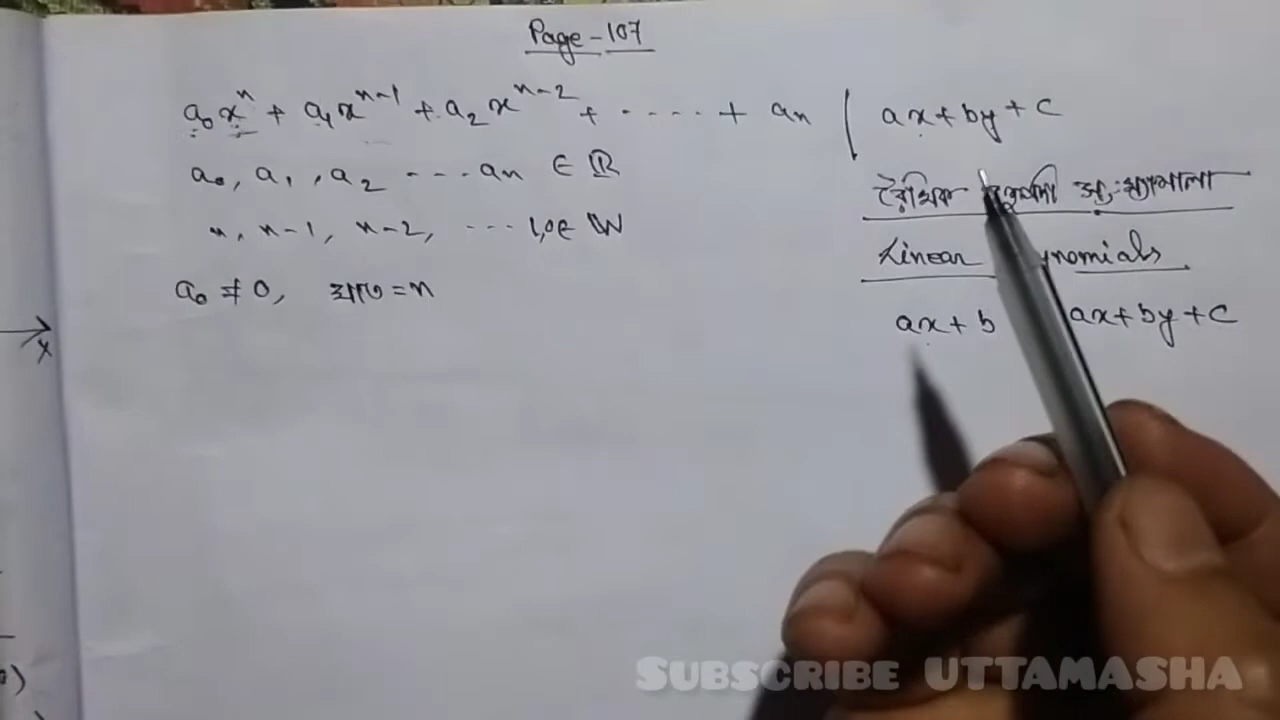 Page-107
a₀xⁿ + a₁xⁿ⁻¹ + a₂xⁿ⁻² + ..... + aₙ
a₀, a₁, a₂ ... aₙ ∈ ℝ
n, n-1, n-2, ... 1,0 ∈ W
a₀ ≠ 0, ঘাত = n
ax + by + c
রৈখিক
Linear
ax + b
ax + by + c
x
SUBSCRIBE UTTAMASHA